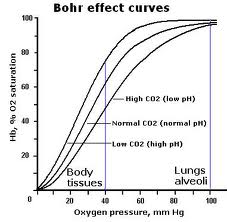 Bohr effect curves
Hb, % O2 saturation
100
80
60
40
20
0
High CO2 (low pH)
Normal CO2 (normal pH)
Low CO2 (high pH)
Body
tissues
Lungs
alveoli
0 20 40 60 80 100
Oxygen pressure, mm Hg